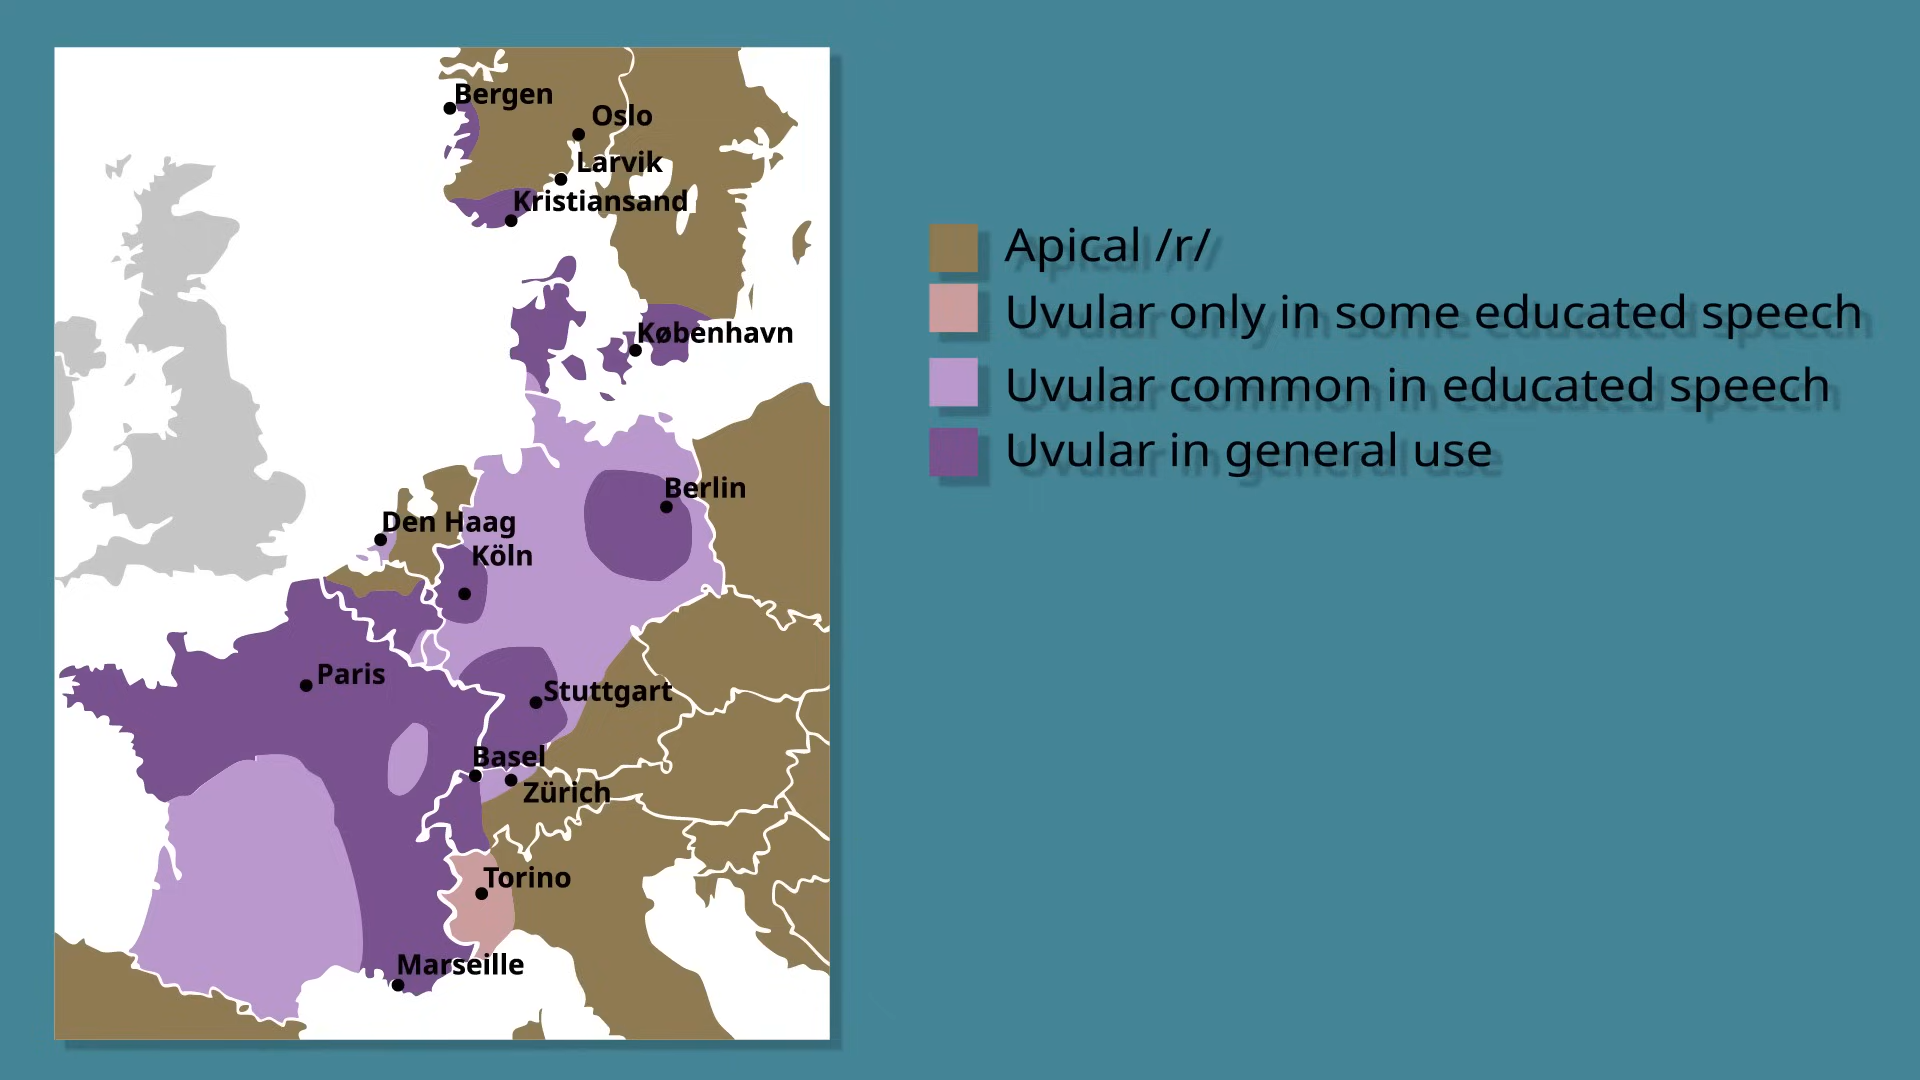 Bergen
Oslo
Larvik
Kristiansand
København
Berlin
Den Haag
Köln
Paris
Stuttgart
Basel
Zürich
Torino
Marseille
Apical /r/
Uvular only in some educated speech
Uvular common in educated speech
Uvular in general use